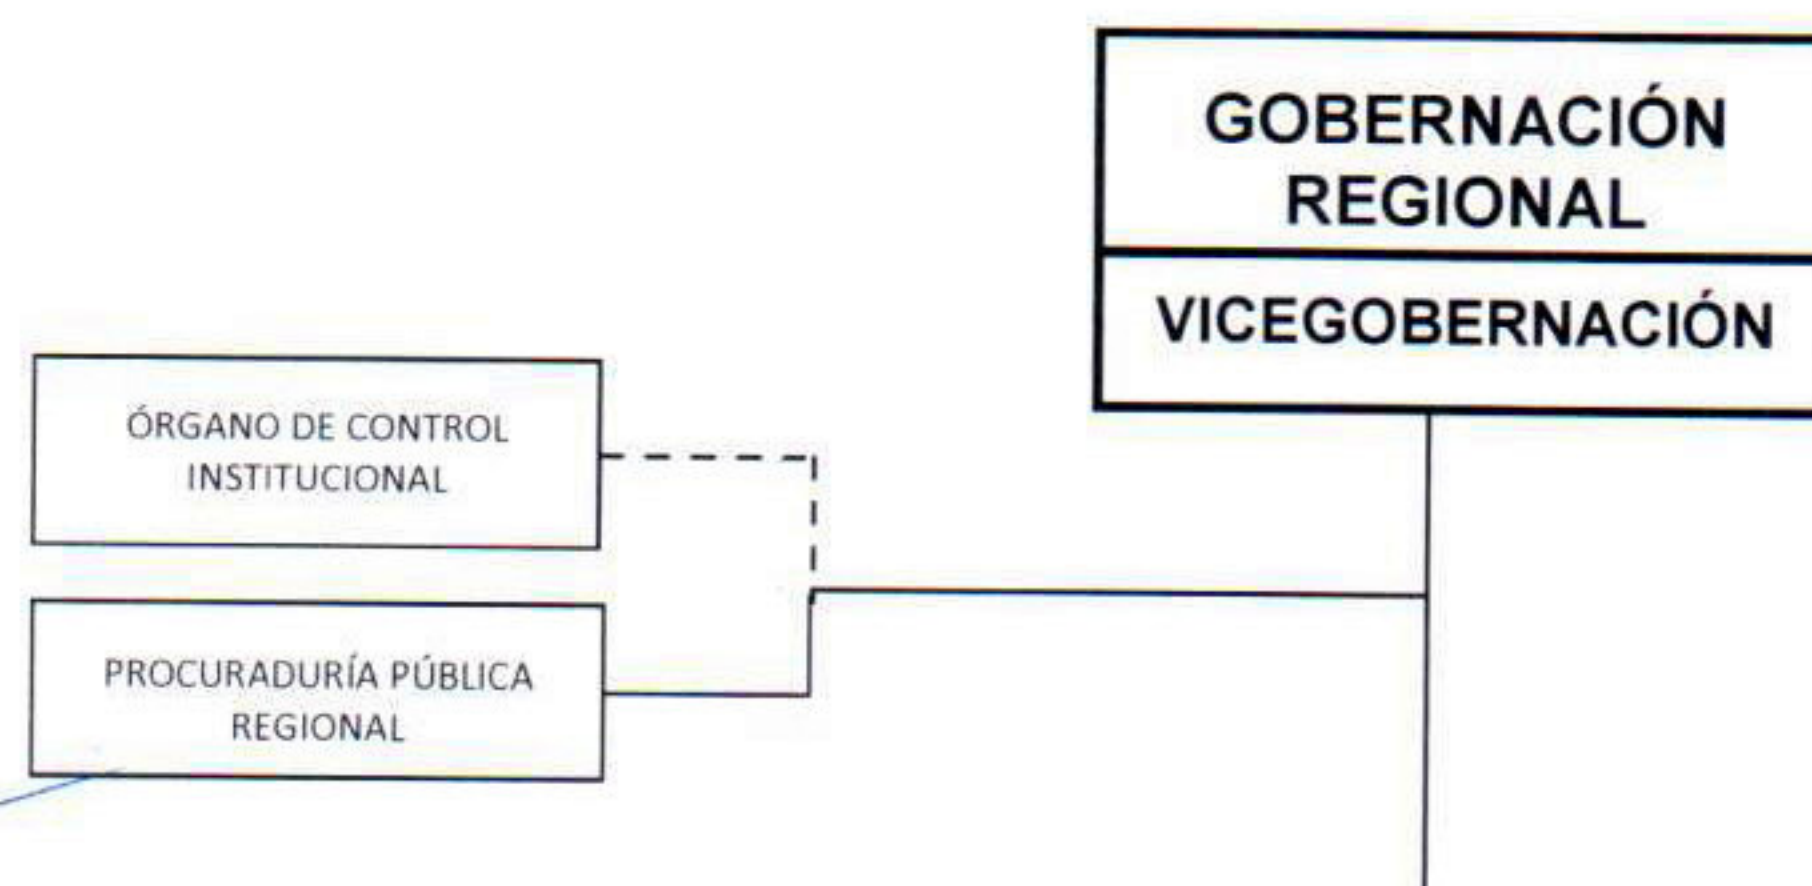 GOBERNACIÓN
REGIONAL
VICEGOBERNACIÓN
ÓRGANO DE CONTROL
INSTITUCIONAL
PROCURADURÍA PÚBLICA
REGIONAL